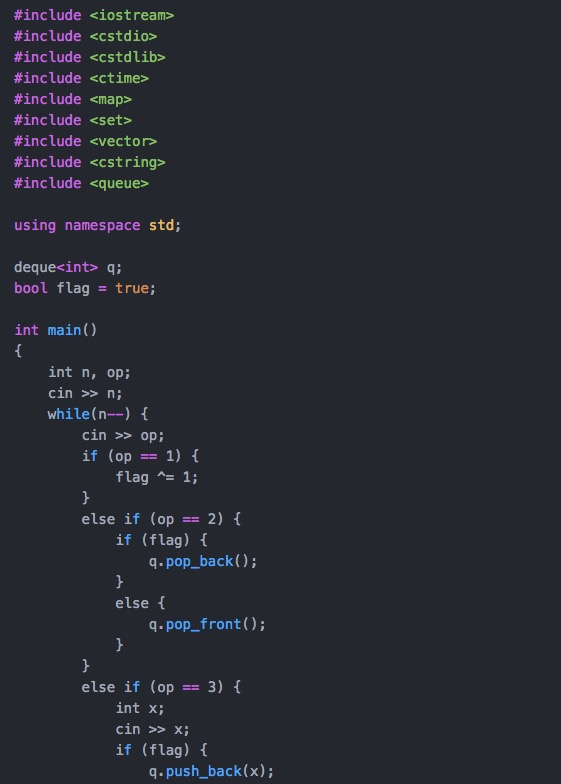 #include <iostream>
#include <cstdio>
#include <cstdlib>
#include <ctime>
#include <map>
#include <set>
#include <vector>
#include <cstring>
#include <queue>

using namespace std;

deque<int> q;
bool flag = true;

int main()
{
    int n, op;
    cin >> n;
    while(n--) {
        cin >> op;
        if (op == 1) {
            flag ^= 1;
        }
        else if (op == 2) {
            if (flag) {
                q.pop_back();
            }
            else {
                q.pop_front();
            }
        }
        else if (op == 3) {
            int x;
            cin >> x;
            if (flag) {
                q.push_back(x);